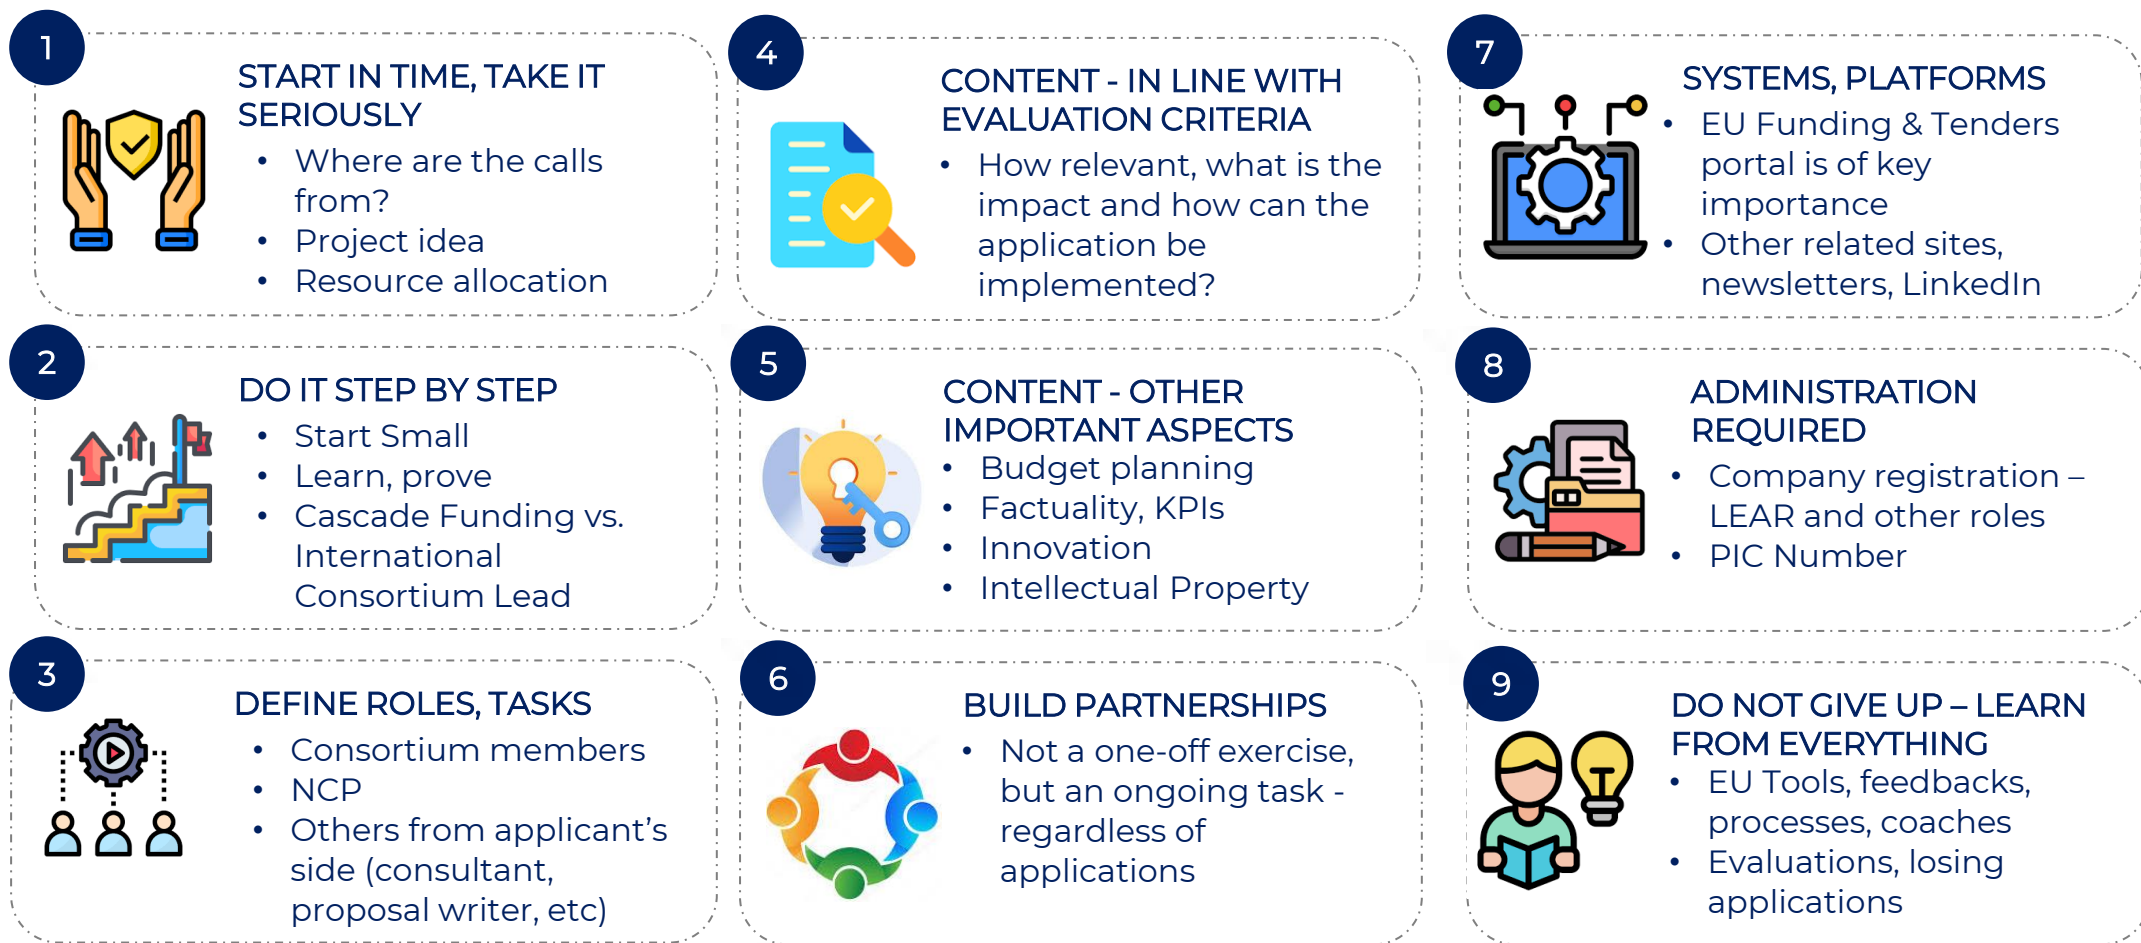 1
START IN TIME, TAKE IT
SERIOUSLY
• Where are the calls
from?
• Project idea
• Resource allocation
2
DO IT STEP BY STEP
• Start Small
• Learn, prove
• Cascade Funding vs.
International
Consortium Lead
3
DEFINE ROLES, TASKS
• Consortium members
• NCP
• Others from applicant’s
side (consultant,
proposal writer, etc)
4
CONTENT - IN LINE WITH
EVALUATION CRITERIA
• How relevant, what is the
impact and how can the
application be
implemented?
5
CONTENT - OTHER
IMPORTANT ASPECTS
• Budget planning
• Factuality, KPIs
• Innovation
• Intellectual Property
6
BUILD PARTNERSHIPS
• Not a one-off exercise,
but an ongoing task -
regardless of
applications
7
SYSTEMS, PLATFORMS
• EU Funding & Tenders
portal is of key
importance
• Other related sites,
newsletters, LinkedIn
8
ADMINISTRATION
REQUIRED
• Company registration –
LEAR and other roles
• PIC Number
9
DO NOT GIVE UP – LEARN
FROM EVERYTHING
• EU Tools, feedbacks,
processes, coaches
• Evaluations, losing
applications